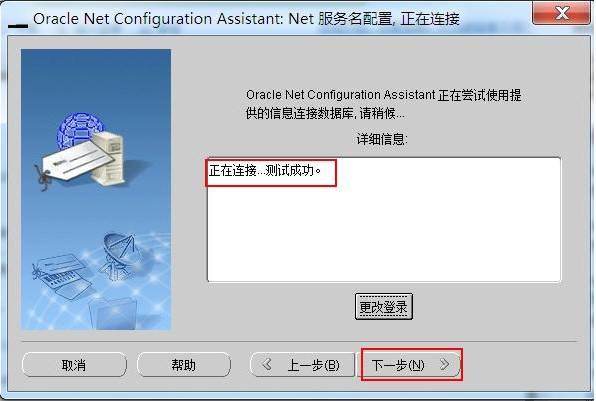 Oracle Net Configuration Assistant: Net 服务名配置, 正在连接
Oracle Net Configuration Assistant 正在尝试使用提
供的信息连接数据库, 请稍候...
详细信息:
正在连接...测试成功。
更改登录
取消
帮助
上一步(B)
下一步(N)